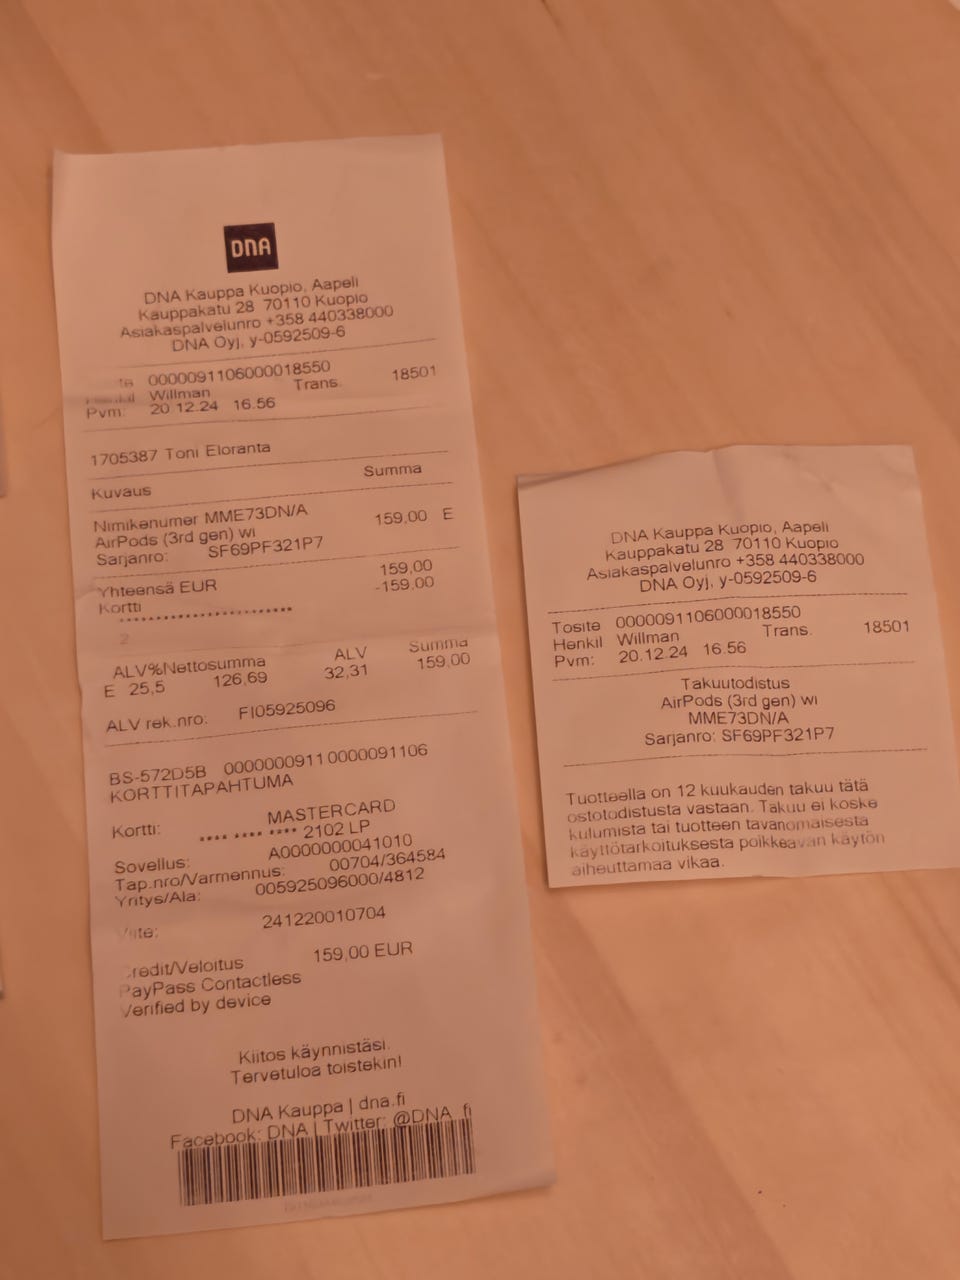 DNA
DNA Kauppa Kuopio, Aapeli
Kauppakatu 28 70110 Kuopio
Asiakaspalvelunro +358 440338000
DNA Oyj, y-0592509-6
0000091106000018550
Willman Trans. 18501
Pvm: 20.12.24 16.56
1705387 Toni Eloranta
Kuvaus Summa
Nimikenumer MME73DN/A
AirPods (3rd gen) wi 159,00 E
Sarjanro: SF69PF321P7
Yhteensä EUR 159,00
Kortti -159,00
************************
2
ALV%Nettosumma ALV Summa
E 25,5 126,69 32,31 159,00
ALV rek.nro: FI05925096
BS-572D5B 00000009110000091106
KORTTITAPAHTUMA
Kortti: MASTERCARD
**** **** **** 2102 LP
Sovellus: A0000000041010
Tap.nro/Varmennus: 00704/364584
Yritys/Ala: 005925096000/4812
Viite: 241220010704
Credit/Veloitus 159,00 EUR
PayPass Contactless
Verified by device
Kiitos käynnistäsi.
Tervetuloa toistekin!
DNA Kauppa | dna.fi
Facebook: DNA | Twitter: @DNA_fi
DNA Kauppa Kuopio, Aapeli
Kauppakatu 28 70110 Kuopio
Asiakaspalvelunro +358 440338000
DNA Oyj, y-0592509-6
Tosite 0000091106000018550
Henkil Willman Trans. 18501
Pvm: 20.12.24 16.56
Takuutodistus
AirPods (3rd gen) wi
MME73DN/A
Sarjanro: SF69PF321P7
Tuotteella on 12 kuukauden takuu tätä
ostotodistusta vastaan. Takuu ei koske
kulumista tai tuotteen tavanomaisesta
käyttötarkoituksesta poikkeavan käytön
aiheuttamaa vikaa.